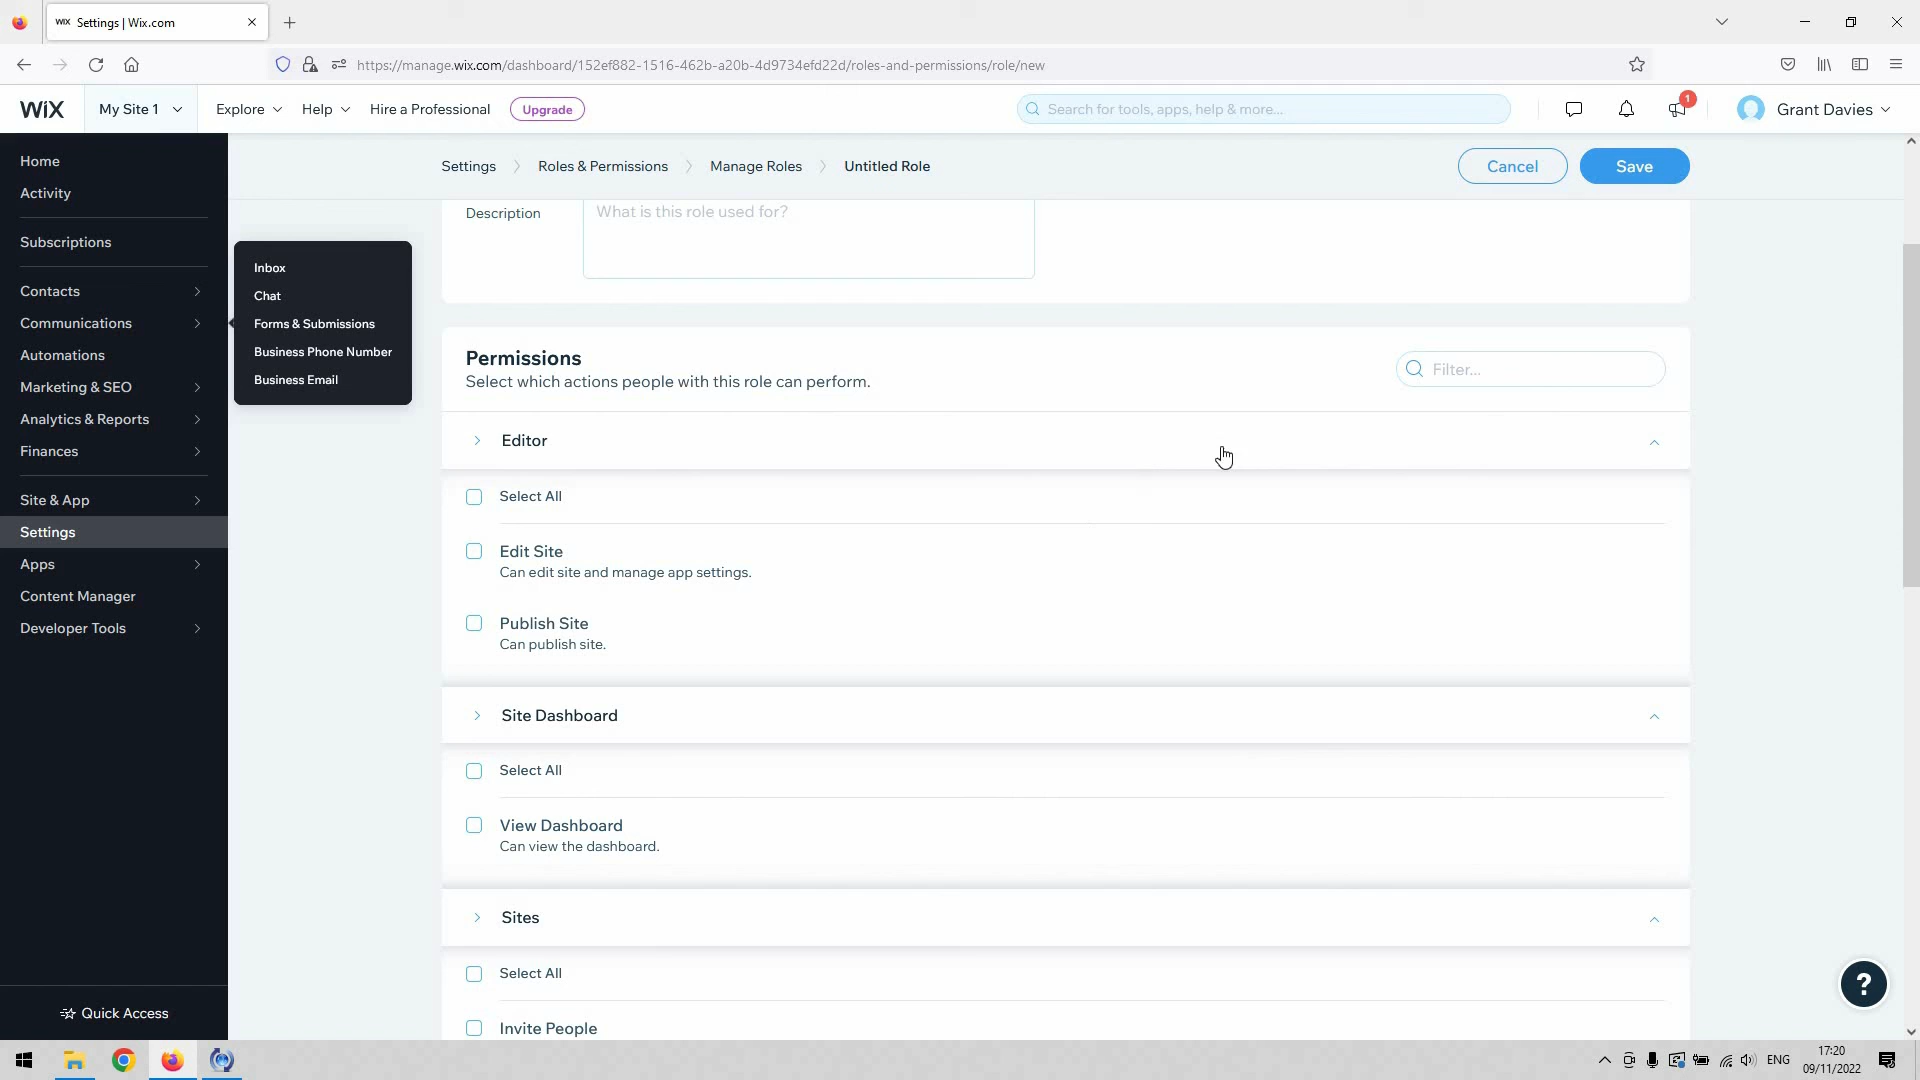 WIX Settings | Wix.com
https://manage.wix.com/dashboard/152ef882-1516-462b-a20b-4d9734efd22d/roles-and-permissions/role/new
WiX My Site 1 Explore Help Hire a Professional Upgrade Search for tools, apps, help & more... 1 Grant Davies
Home
Activity
Subscriptions
Contacts
Communications
Automations
Marketing & SEO
Analytics & Reports
Finances
Site & App
Settings
Apps
Content Manager
Developer Tools
Quick Access
Inbox
Chat
Forms & Submissions
Business Phone Number
Business Email
Settings Roles & Permissions Manage Roles Untitled Role Cancel Save
Description What is this role used for?
Permissions
Select which actions people with this role can perform.
Filter...
Editor
Select All
Edit Site
Can edit site and manage app settings.
Publish Site
Can publish site.
Site Dashboard
Select All
View Dashboard
Can view the dashboard.
Sites
Select All
Invite People
?
ENG
17:20
09/11/2022